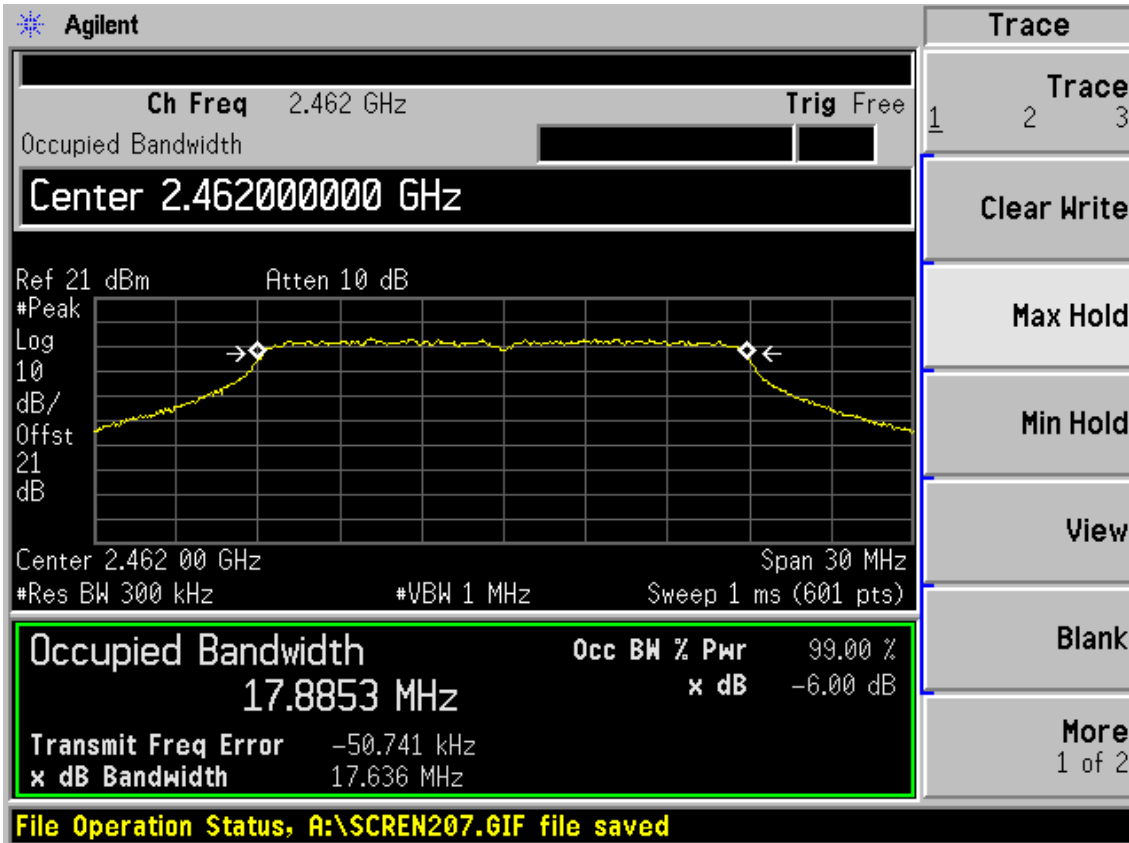 Agilent
Trace
Ch Freq 2.462 GHz Trig Free
Occupied Bandwidth
Center 2.462000000 GHz
Ref 21 dBm Atten 10 dB
#Peak
Log
10
dB/
Offst
21
dB
Center 2.462 00 GHz Span 30 MHz
#Res BW 300 kHz #VBW 1 MHz Sweep 1 ms (601 pts)
Occupied Bandwidth
17.8853 MHz
Occ BW % Pwr 99.00 %
x dB -6.00 dB
Transmit Freq Error -50.741 kHz
x dB Bandwidth 17.636 MHz
Trace
1 2 3
Clear Write
Max Hold
Min Hold
View
Blank
More
1 of 2
File Operation Status, A:\SCREN207.GIF file saved